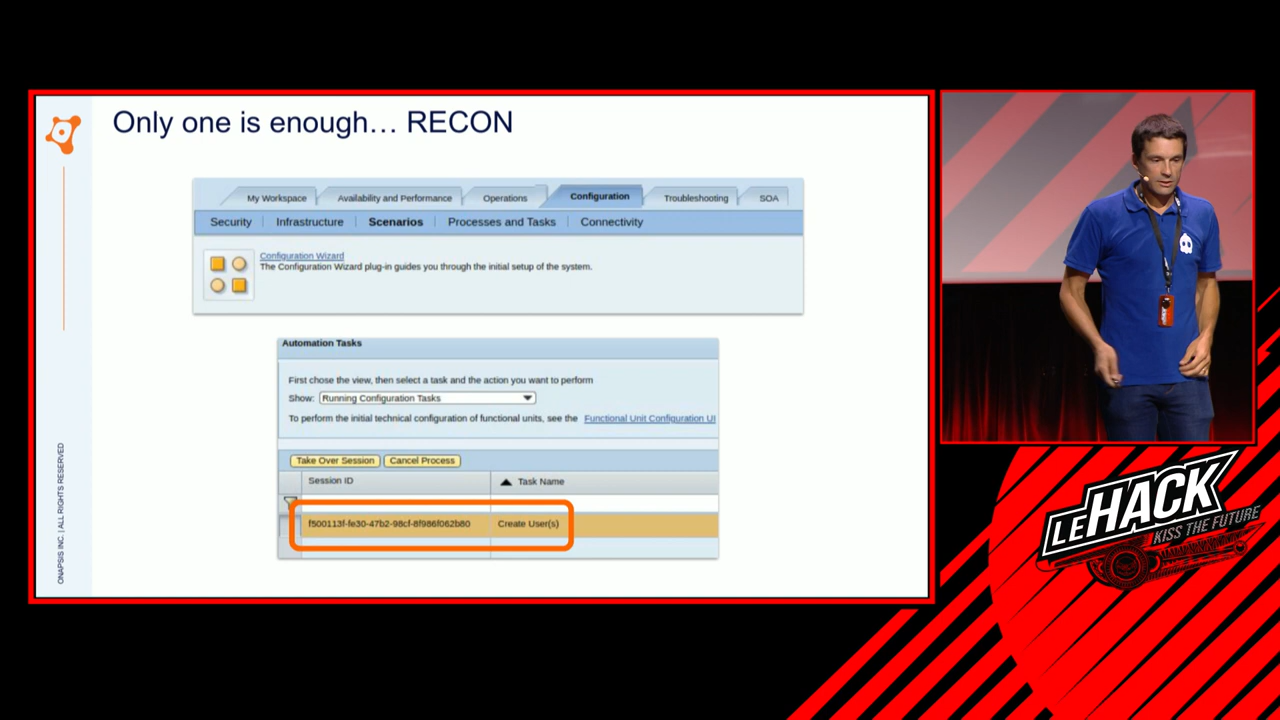 Only one is enough… RECON
My Workspace Availability and Performance Operations Configuration Troubleshooting SOA
Security Infrastructure Scenarios Processes and Tasks Connectivity
Configuration Wizard
The Configuration Wizard plug-in guides you through the initial setup of the system.
Automation Tasks
First chose the view, then select a task and the action you want to perform
Show: Running Configuration Tasks
To perform the initial technical configuration of functional units, see the Functional Unit Configuration UI
Take Over Session Cancel Process
Session ID Task Name
f500113f-fe30-47b2-98cf-8f986f062b80 Create User(s)
ONAPSIS INC. | ALL RIGHTS RESERVED
LEHACK
KISS THE FUTURE